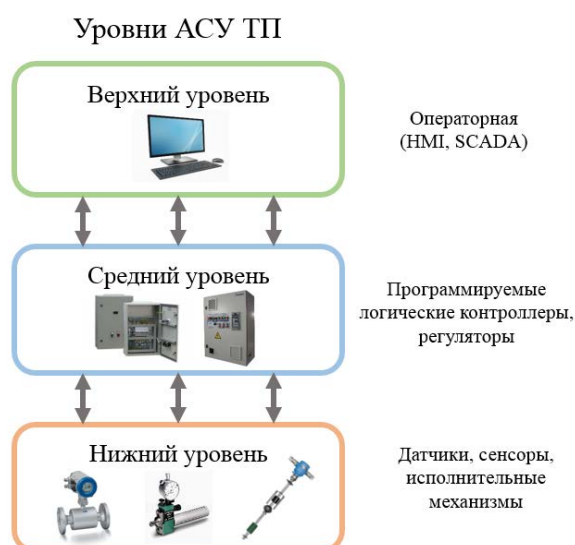 Уровни АСУ ТП
Верхний уровень
Операторная
(HMI, SCADA)
Средний уровень
Программируемые
логические контроллеры,
регуляторы
Нижний уровень
Датчики, сенсоры,
исполнительные
механизмы